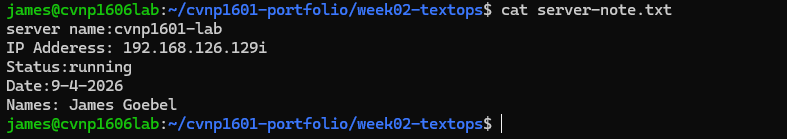 james@cvnp1606lab:~/cvnp1601-portfolio/week02-textops$ cat server-note.txt
server name:cvnp1601-lab
IP Adderess: 192.168.126.129i
Status:running
Date:9-4-2026
Names: James Goebel
james@cvnp1606lab:~/cvnp1601-portfolio/week02-textops$